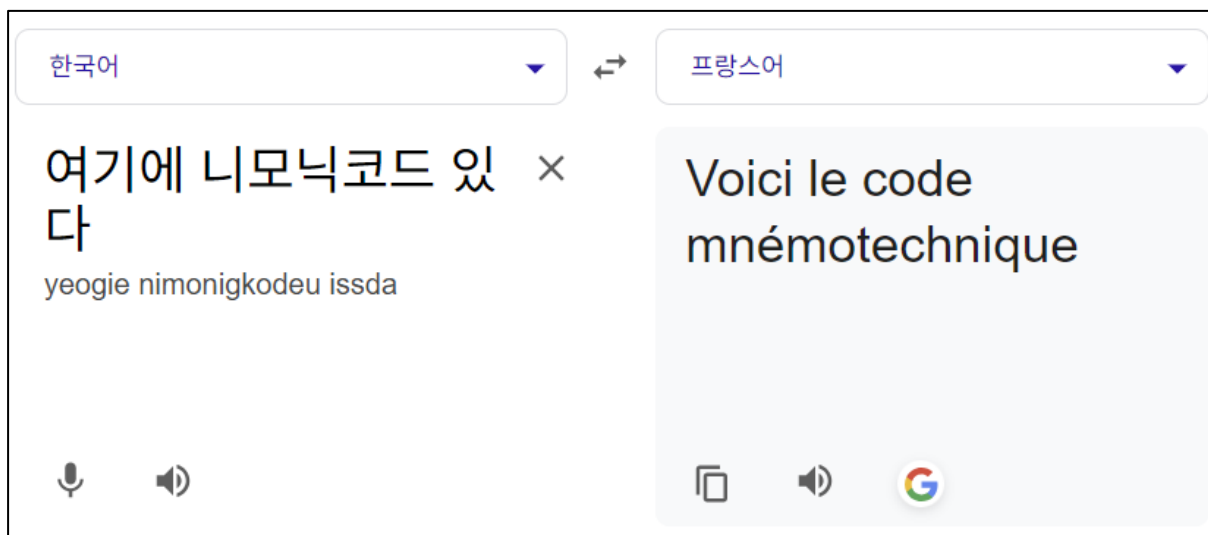 한국어
프랑스어
여기에 니모닉코드 있
다
yeogie nimonigkodeu issda
Voici le code
mnémotechnique